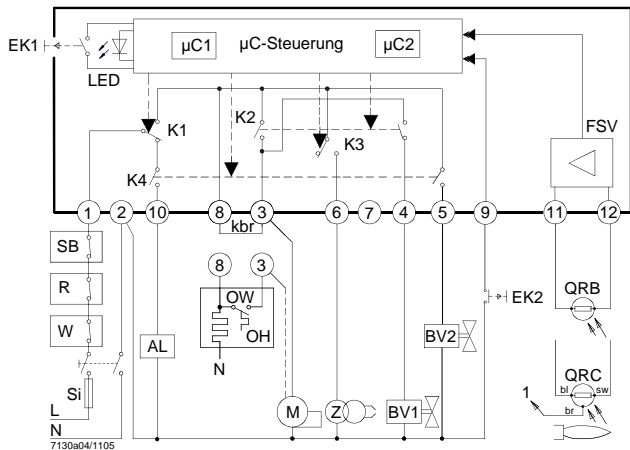 EK1
LED
µC1
µC-Steuerung
µC2
FSV
K1
K2
K3
K4
1
2
10
8
kbr
3
6
7
4
5
9
11
12
SB
R
W
Si
L
N
7130a04/1105
AL
8
3
OW
OH
N
M
Z
BV1
BV2
EK2
QRB
QRC
bl
sw
br
1